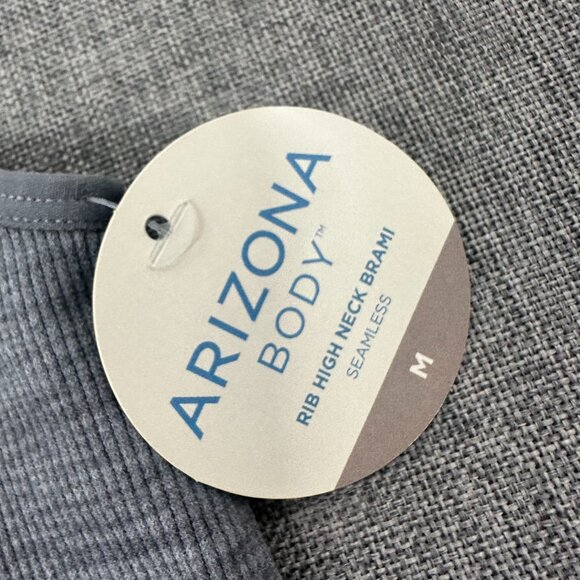 ARIZONA
BODY™
RIB HIGH NECK BRAMI
SEAMLESS
M